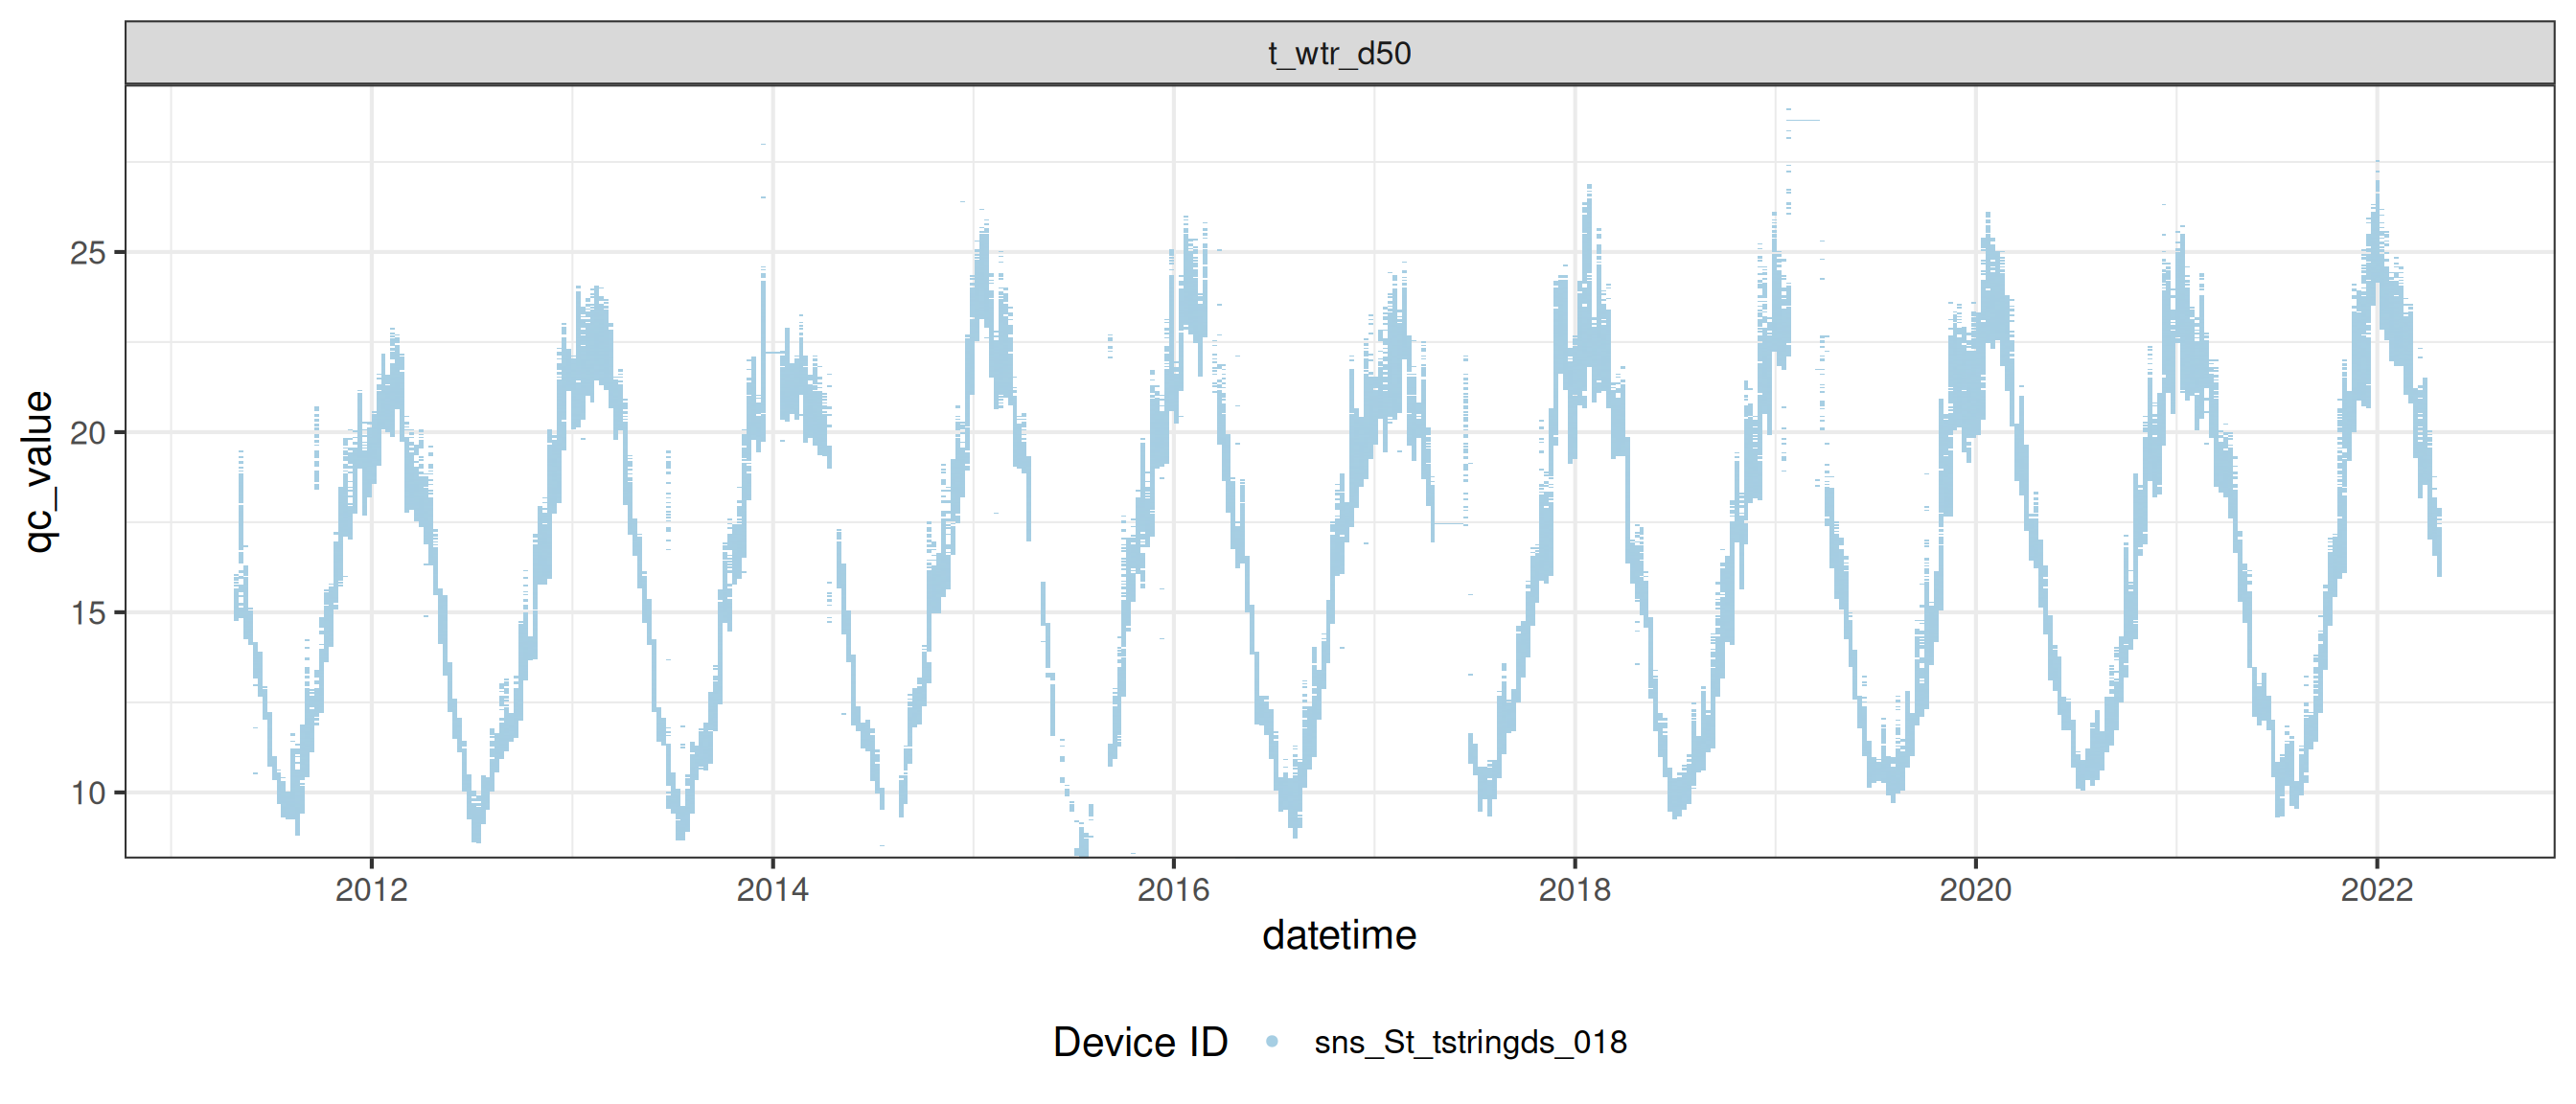 t_wtr_d50
qc_value
25
20
15
10
2012 2014 2016 2018 2020 2022
datetime
Device ID sns_St_tstringds_018